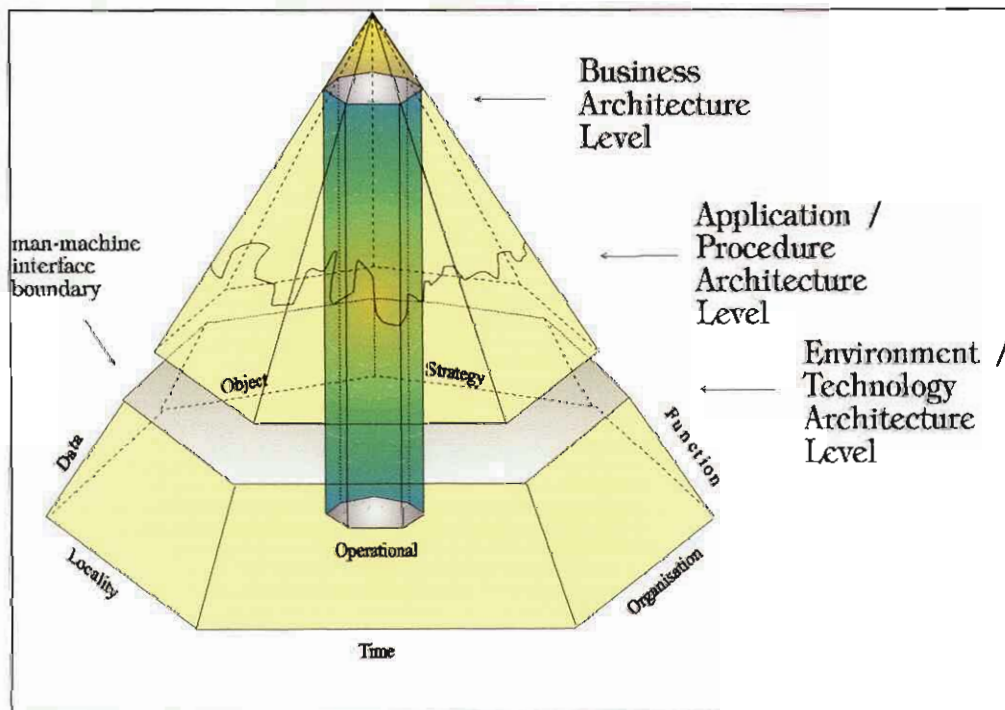 Business
Architecture
Level
Application /
Procedure
Architecture
Level
man-machine
interface
boundary
Environment /
Technology
Architecture
Level
Object
Strategy
Data
Function
Operational
Locality
Organisation
Time